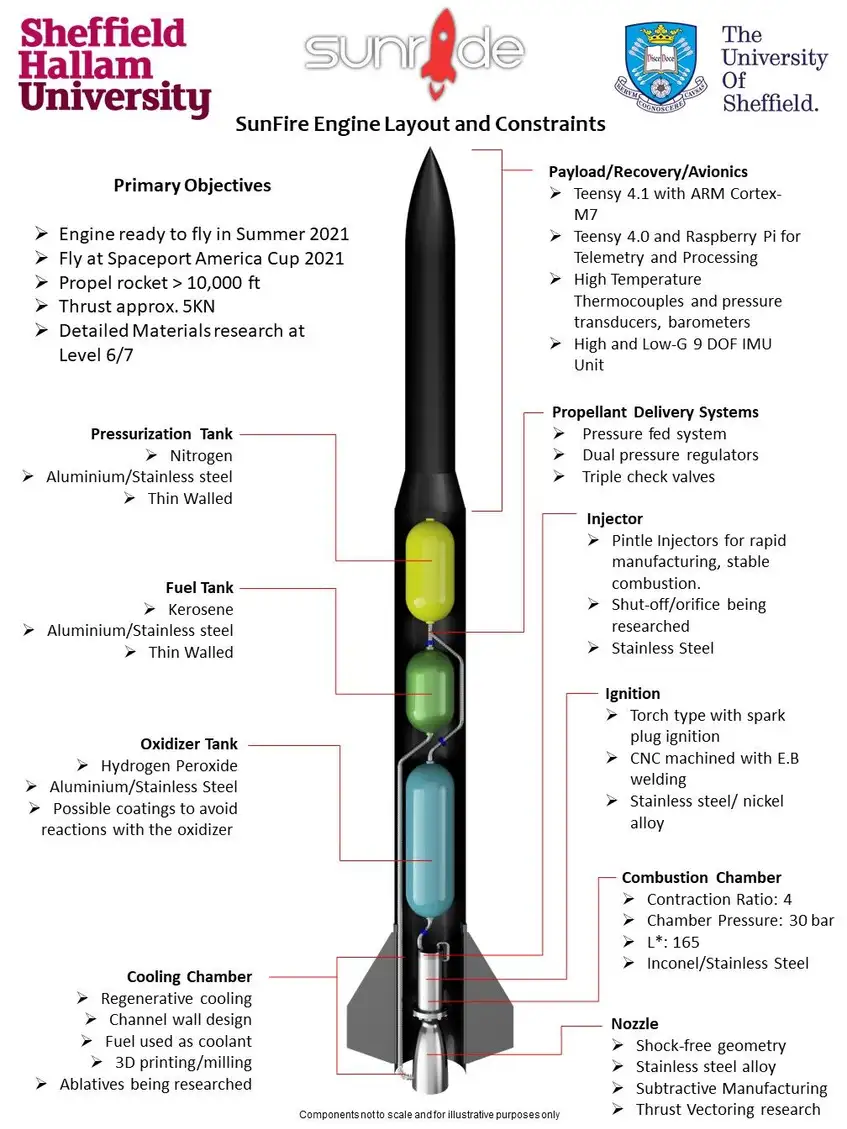 Sheffield
Hallam
University
sunride
The
University
Of
Sheffield.
Disce Doce
RERVM COGNOSCERE CAVSAS
SunFire Engine Layout and Constraints
Primary Objectives
➢ Engine ready to fly in Summer 2021
➢ Fly at Spaceport America Cup 2021
➢ Propel rocket > 10,000 ft
➢ Thrust approx. 5KN
➢ Detailed Materials research at
Level 6/7
Payload/Recovery/Avionics
➢ Teensy 4.1 with ARM Cortex-
M7
➢ Teensy 4.0 and Raspberry Pi for
Telemetry and Processing
➢ High Temperature
Thermocouples and pressure
transducers, barometers
➢ High and Low-G 9 DOF IMU
Unit
Pressurization Tank
➢ Nitrogen
➢ Aluminium/Stainless steel
➢ Thin Walled
Propellant Delivery Systems
➢ Pressure fed system
➢ Dual pressure regulators
➢ Triple check valves
Injector
➢ Pintle Injectors for rapid
manufacturing, stable
combustion.
➢ Shut-off/orifice being
researched
➢ Stainless Steel
Fuel Tank
➢ Kerosene
➢ Aluminium/Stainless steel
➢ Thin Walled
Ignition
➢ Torch type with spark
plug ignition
➢ CNC machined with E.B
welding
➢ Stainless steel/ nickel
alloy
Oxidizer Tank
➢ Hydrogen Peroxide
➢ Aluminium/Stainless Steel
➢ Possible coatings to avoid
reactions with the oxidizer
Combustion Chamber
➢ Contraction Ratio: 4
➢ Chamber Pressure: 30 bar
➢ L*: 165
➢ Inconel/Stainless Steel
Cooling Chamber
➢ Regenerative cooling
➢ Channel wall design
➢ Fuel used as coolant
➢ 3D printing/milling
➢ Ablatives being researched
Nozzle
➢ Shock-free geometry
➢ Stainless steel alloy
➢ Subtractive Manufacturing
➢ Thrust Vectoring research
Components not to scale and for illustrative purposes only